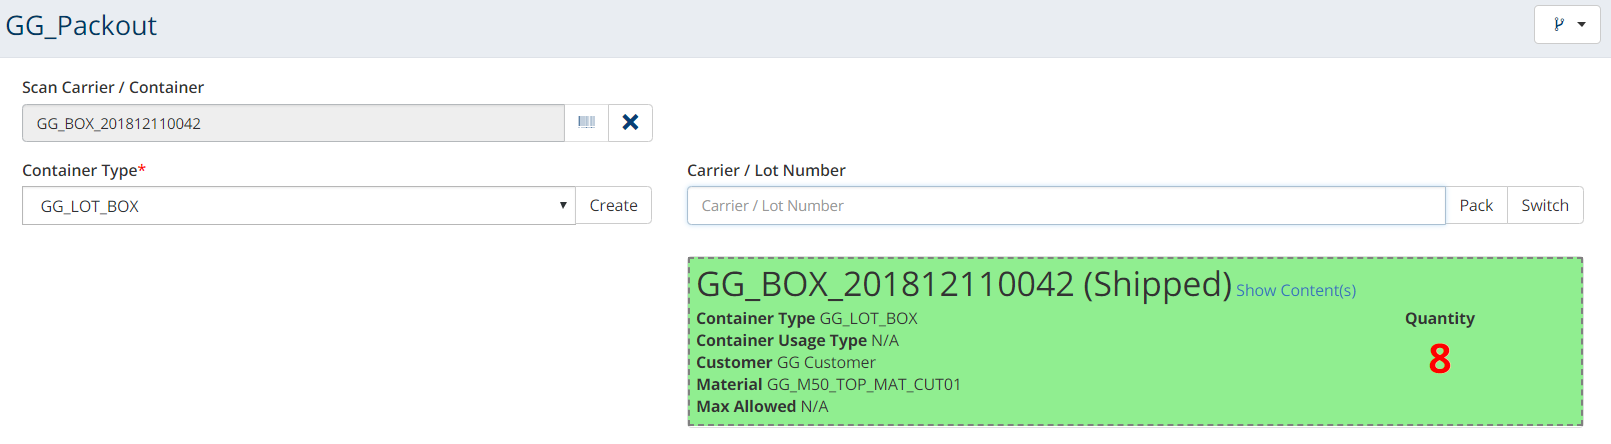 GG_Packout
Scan Carrier / Container
GG_BOX_201812110042
Container Type*
GG_LOT_BOX
Create
Carrier / Lot Number
Carrier / Lot Number
Pack
Switch
GG_BOX_201812110042 (Shipped) Show Content(s)
Container Type GG_LOT_BOX
Container Usage Type N/A
Customer GG Customer
Material GG_M50_TOP_MAT_CUT01
Max Allowed N/A
Quantity
8